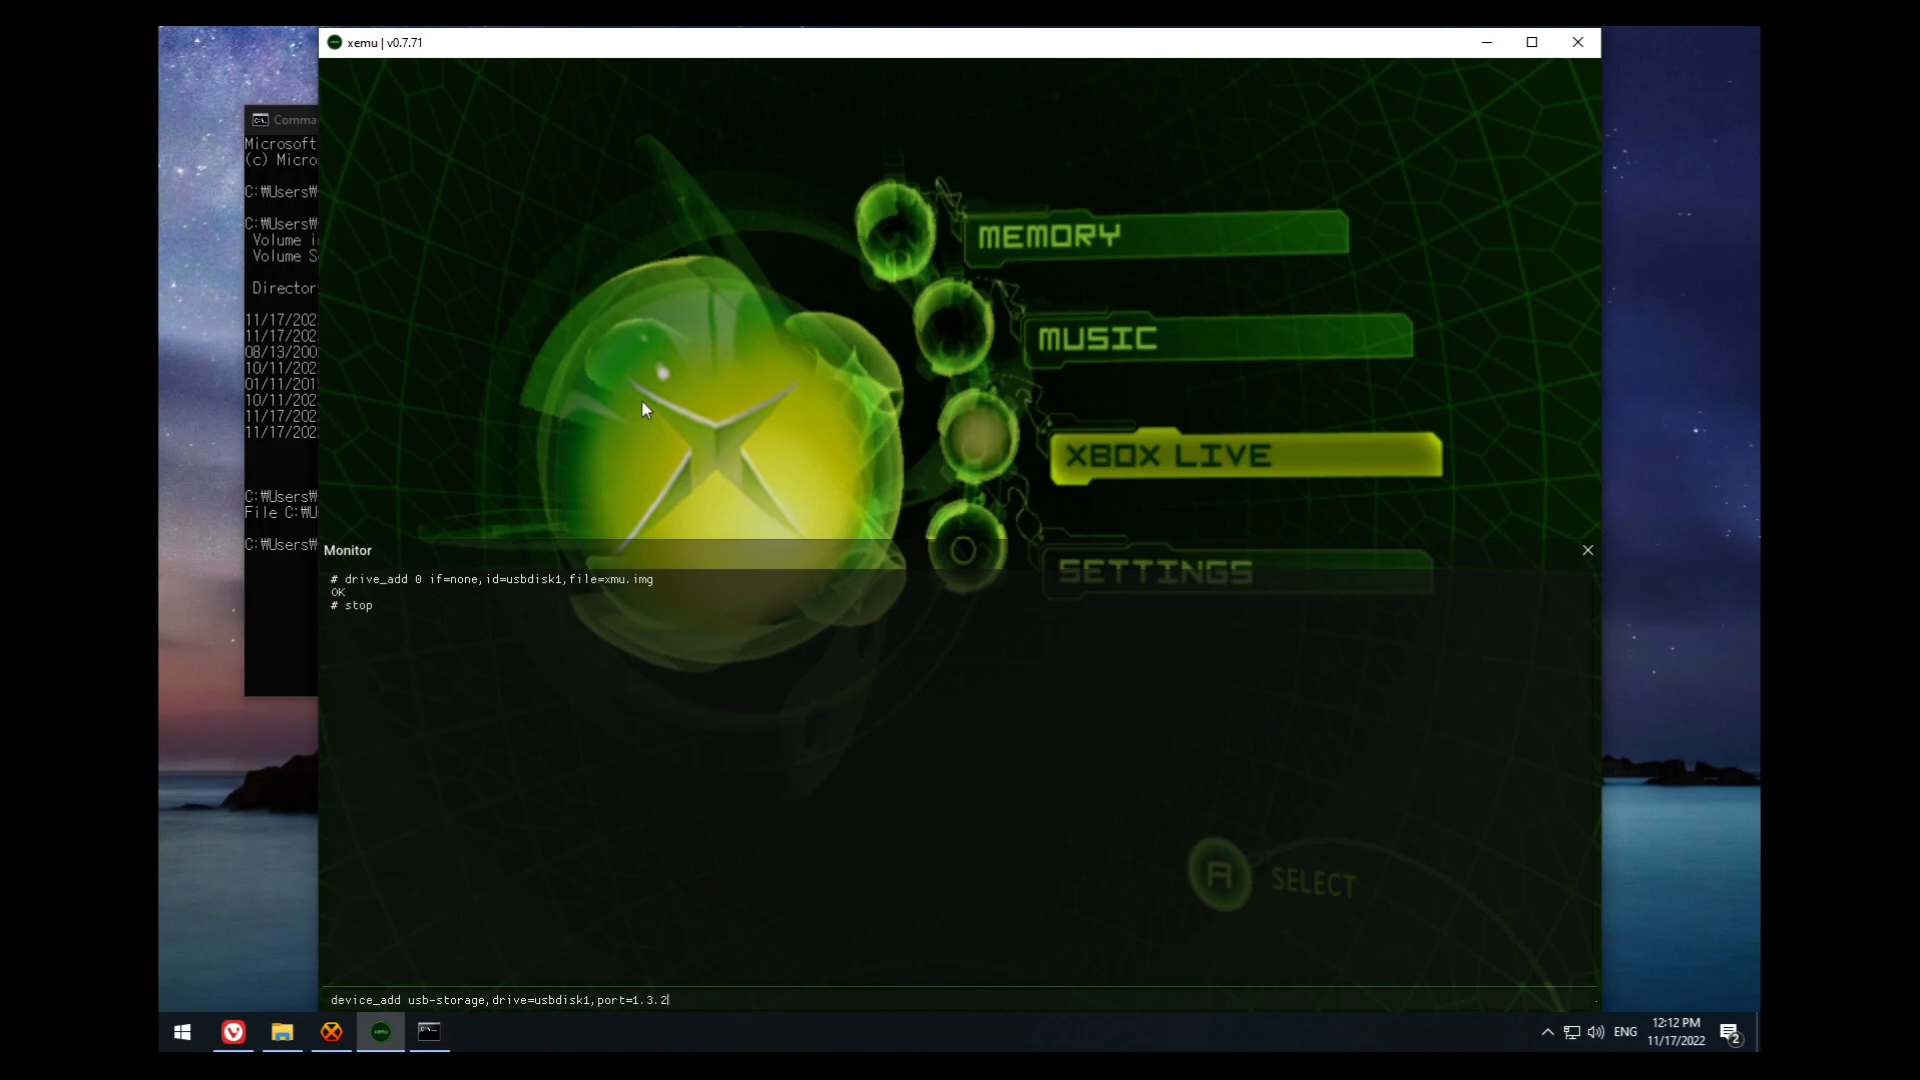 xemu | v0.7.71
Microsoft
(c) Micro
C:₩Users₩
C:₩Users₩
Volume i
Volume S
Director
11/17/202
11/17/202
08/13/200
10/11/202
01/11/201
10/11/202
11/17/202
11/17/202
C:₩Users₩
File C:₩U
C:₩Users₩
MEMORY
MUSIC
XBOX LIVE
SETTINGS
Monitor
# drive_add 0 if=none,id=usbdisk1,file=xmu.img
OK
# stop
A SELECT
device_add usb-storage,drive=usbdisk1,port=1.3.2
ENG
12:12 PM
11/17/2022
2